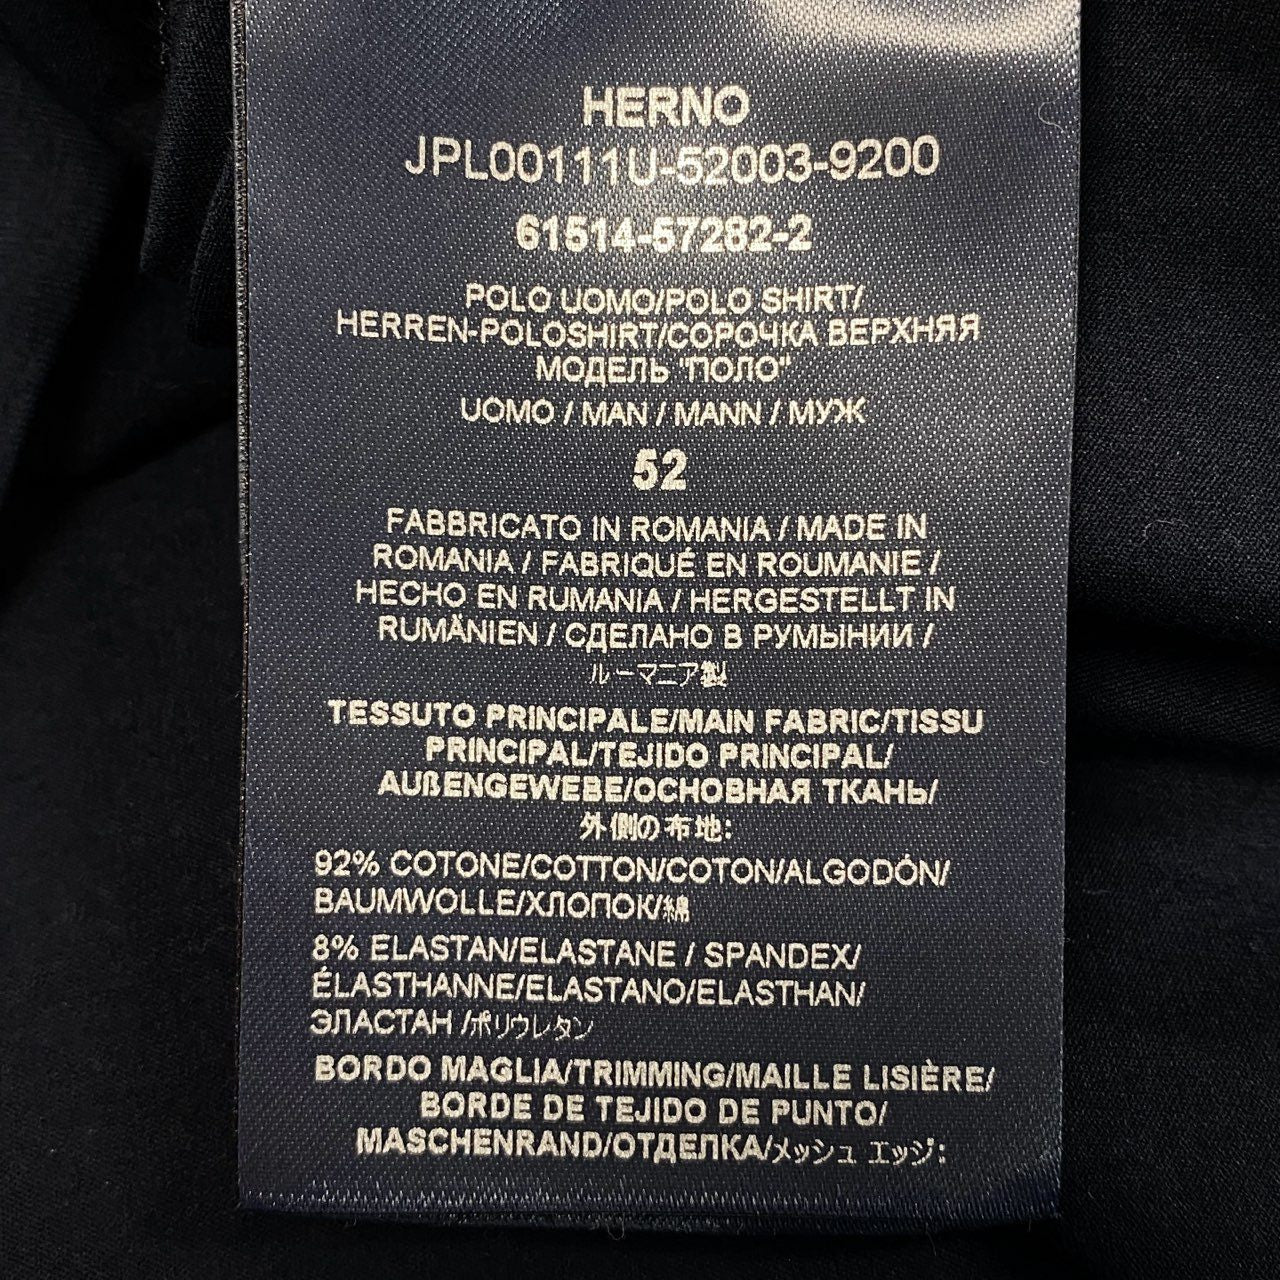 HERNO
JPL00111U-52003-9200
61514-57282-2
POLO UOMO/POLO SHIRT/
HERREN-POLOSHIRT/СОРОЧКА ВЕРХНЯЯ
МОДЕЛЬ "ПОЛО"
UOMO / MAN / MANN / МУЖ
52
FABBRICATO IN ROMANIA / MADE IN
ROMANIA / FABRIQUÉ EN ROUMANIE /
HECHO EN RUMANIA / HERGESTELLT IN
RUMÄNIEN / СДЕЛАНО В РУМЫНИИ /
ルーマニア製
TESSUTO PRINCIPALE/MAIN FABRIC/TISSU
PRINCIPAL/TEJIDO PRINCIPAL/
AUßENGEWEBE/ОСНОВНАЯ ТКАНЬ/
外側の布地:
92% COTONE/COTTON/COTON/ALGODÓN/
BAUMWOLLE/ХЛОПОК/綿
8% ELASTAN/ELASTANE / SPANDEX/
ÉLASTHANNE/ELASTANO/ELASTHAN/
ЭЛАСТАН /ポリウレタン
BORDO MAGLIA/TRIMMING/MAILLE LISIÈRE/
BORDE DE TEJIDO DE PUNTO/
MASCHENRAND/ОТДЕЛКА/メッシュ エッジ: